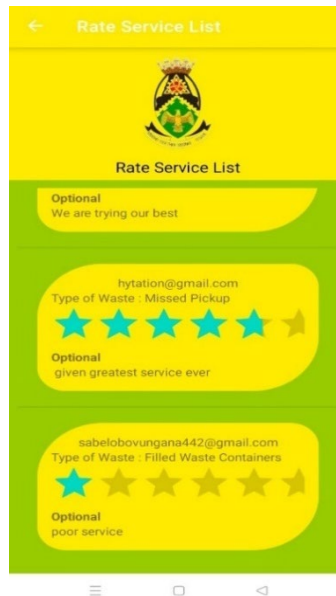 Rate Service List
Rate Service List
Optional
We are trying our best
hytation@gmail.com
Type of Waste : Missed Pickup
Optional
given greatest service ever
sabelobovungana442@gmail.com
Type of Waste : Filled Waste Containers
Optional
poor service